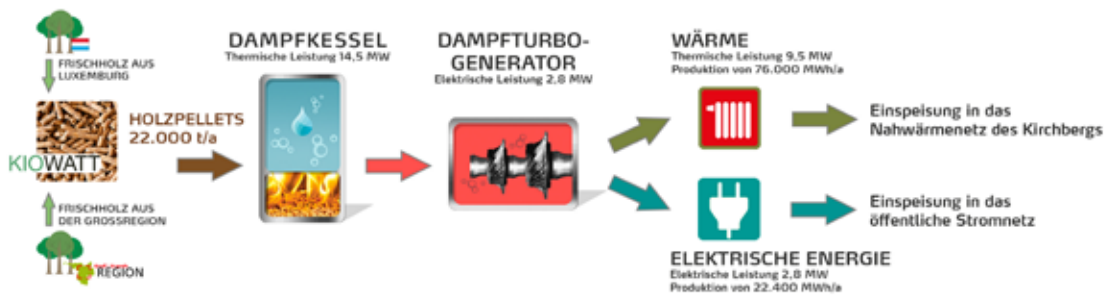 FRISCHHOLZ AUS
LUXEMBURG
KIOWATT
FRISCHHOLZ AUS
DER GROSSREGION
REGION
HOLZPELLETS
22.000 t/a
DAMPFKESSEL
Thermische Leistung 14,5 MW
DAMPFTURBO-
GENERATOR
Elektrische Leistung 2,8 MW
WÄRME
Thermische Leistung 9,5 MW
Produktion von 76.000 MWh/a
Einspeisung in das
Nahwärmenetz des Kirchbergs
Einspeisung in das
öffentliche Stromnetz
ELEKTRISCHE ENERGIE
Elektrische Leistung 2,8 MW
Produktion von 22.400 MWh/a